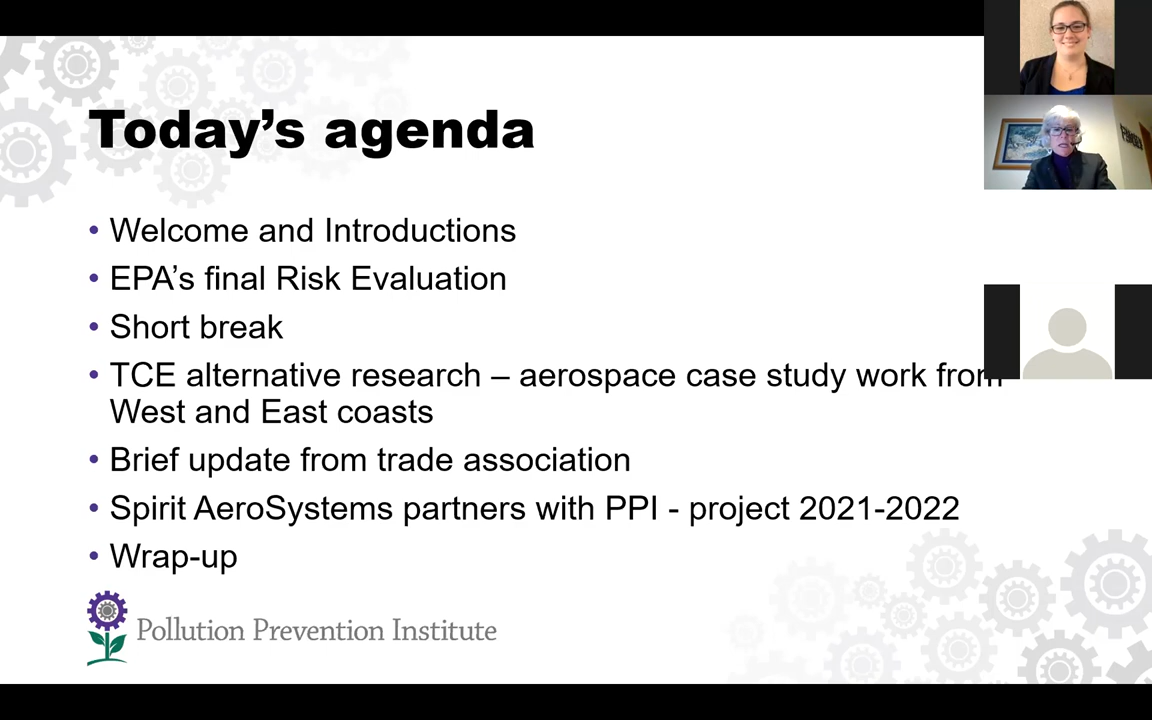 Today's agenda
• Welcome and Introductions
• EPA's final Risk Evaluation
• Short break
• TCE alternative research – aerospace case study work from
West and East coasts
• Brief update from trade association
• Spirit AeroSystems partners with PPI - project 2021-2022
• Wrap-up
Pollution Prevention Institute